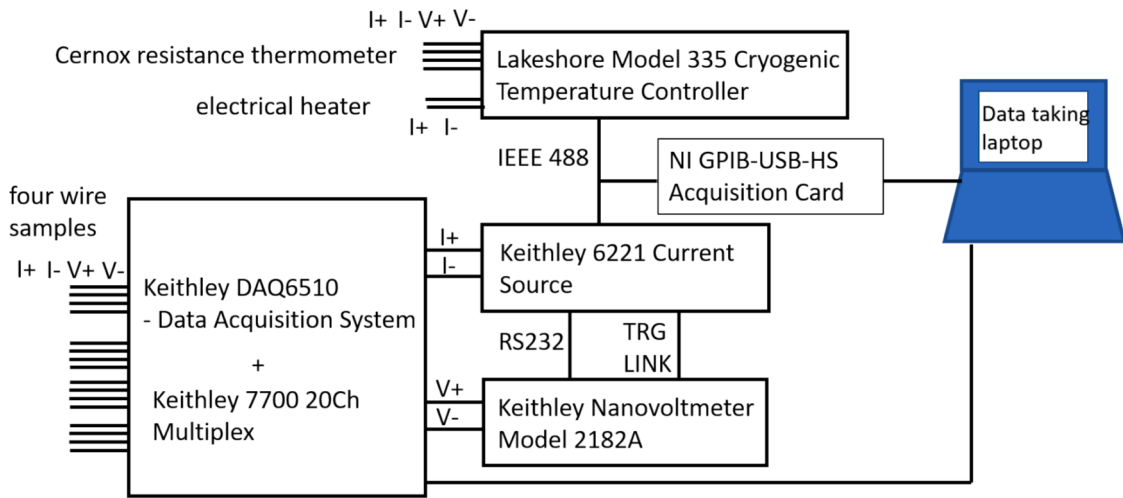 I+ I- V+ V-
Cernox resistance thermometer
Lakeshore Model 335 Cryogenic
Temperature Controller
electrical heater
I+ I-
IEEE 488
NI GPIB-USB-HS
Acquisition Card
Data taking
laptop
four wire
samples
I+ I- V+ V-
Keithley DAQ6510
- Data Acquisition System
+
Keithley 7700 20Ch
Multiplex
I+
I-
Keithley 6221 Current
Source
RS232
TRG
LINK
V+
V-
Keithley Nanovoltmeter
Model 2182A